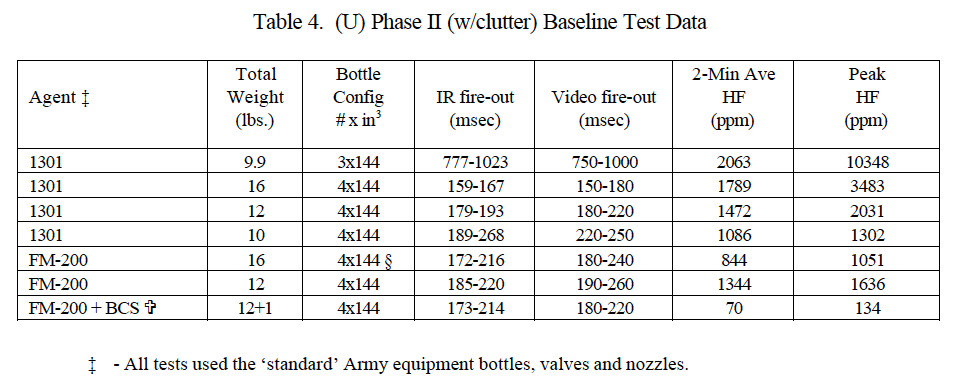 Table 4. (U) Phase II (w/clutter) Baseline Test Data
Agent ‡ Total Weight (lbs.) Bottle Config # x in³ IR fire-out (msec) Video fire-out (msec) 2-Min Ave HF (ppm) Peak HF (ppm)
1301 9.9 3x144 777-1023 750-1000 2063 10348
1301 16 4x144 159-167 150-180 1789 3483
1301 12 4x144 179-193 180-220 1472 2031
1301 10 4x144 189-268 220-250 1086 1302
FM-200 16 4x144 § 172-216 180-240 844 1051
FM-200 12 4x144 185-220 190-260 1344 1636
FM-200 + BCS ✞ 12+1 4x144 173-214 180-220 70 134
‡ - All tests used the ‘standard’ Army equipment bottles, valves and nozzles.